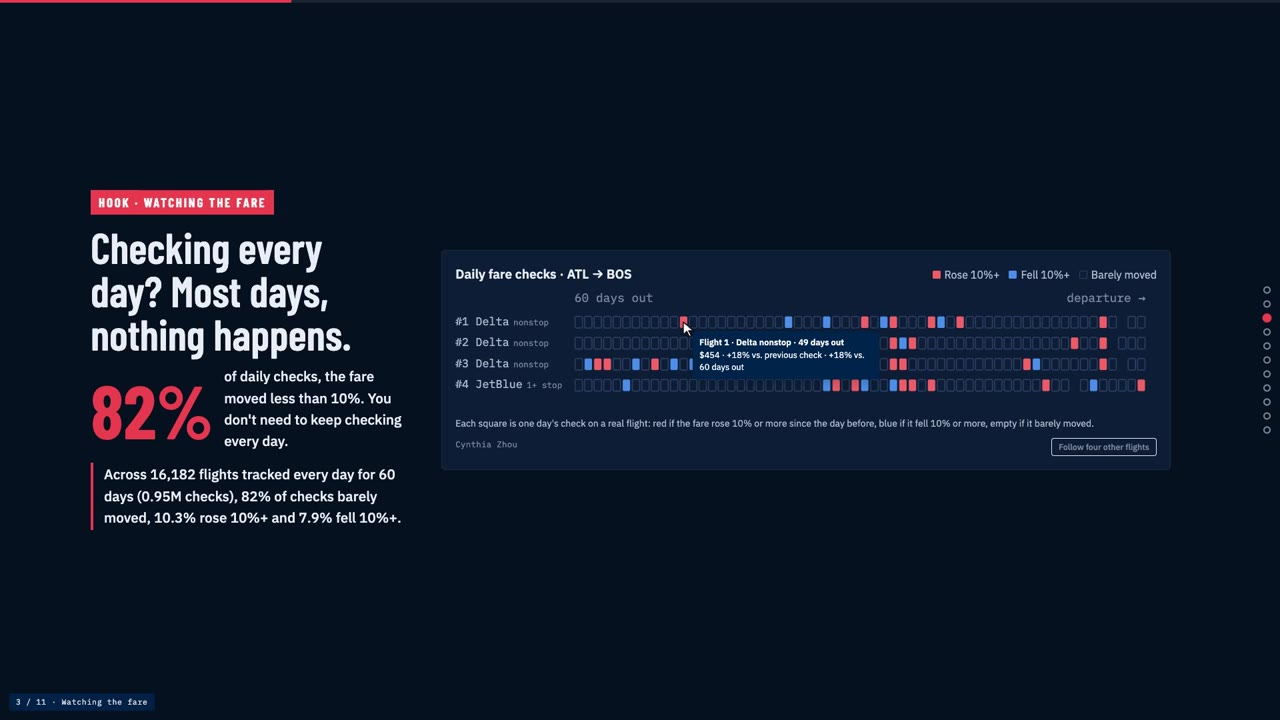 HOOK · WATCHING THE FARE
Checking every
day? Most days,
nothing happens.
82%
of daily checks, the fare
moved less than 10%. You
don't need to keep checking
every day.
Across 16,182 flights tracked every day for 60
days (0.95M checks), 82% of checks barely
moved, 10.3% rose 10%+ and 7.9% fell 10%+.
Daily fare checks · ATL → BOS
Rose 10%+ Fell 10%+ Barely moved
60 days out departure →
#1 Delta nonstop
#2 Delta nonstop
#3 Delta nonstop
#4 JetBlue 1+ stop
Flight 1 · Delta nonstop · 49 days out
$454 · +18% vs. previous check · +18% vs.
60 days out
Each square is one day's check on a real flight: red if the fare rose 10% or more since the day before, blue if it fell 10% or more, empty if it barely moved.
Cynthia Zhou
Follow four other flights
3 / 11 · Watching the fare